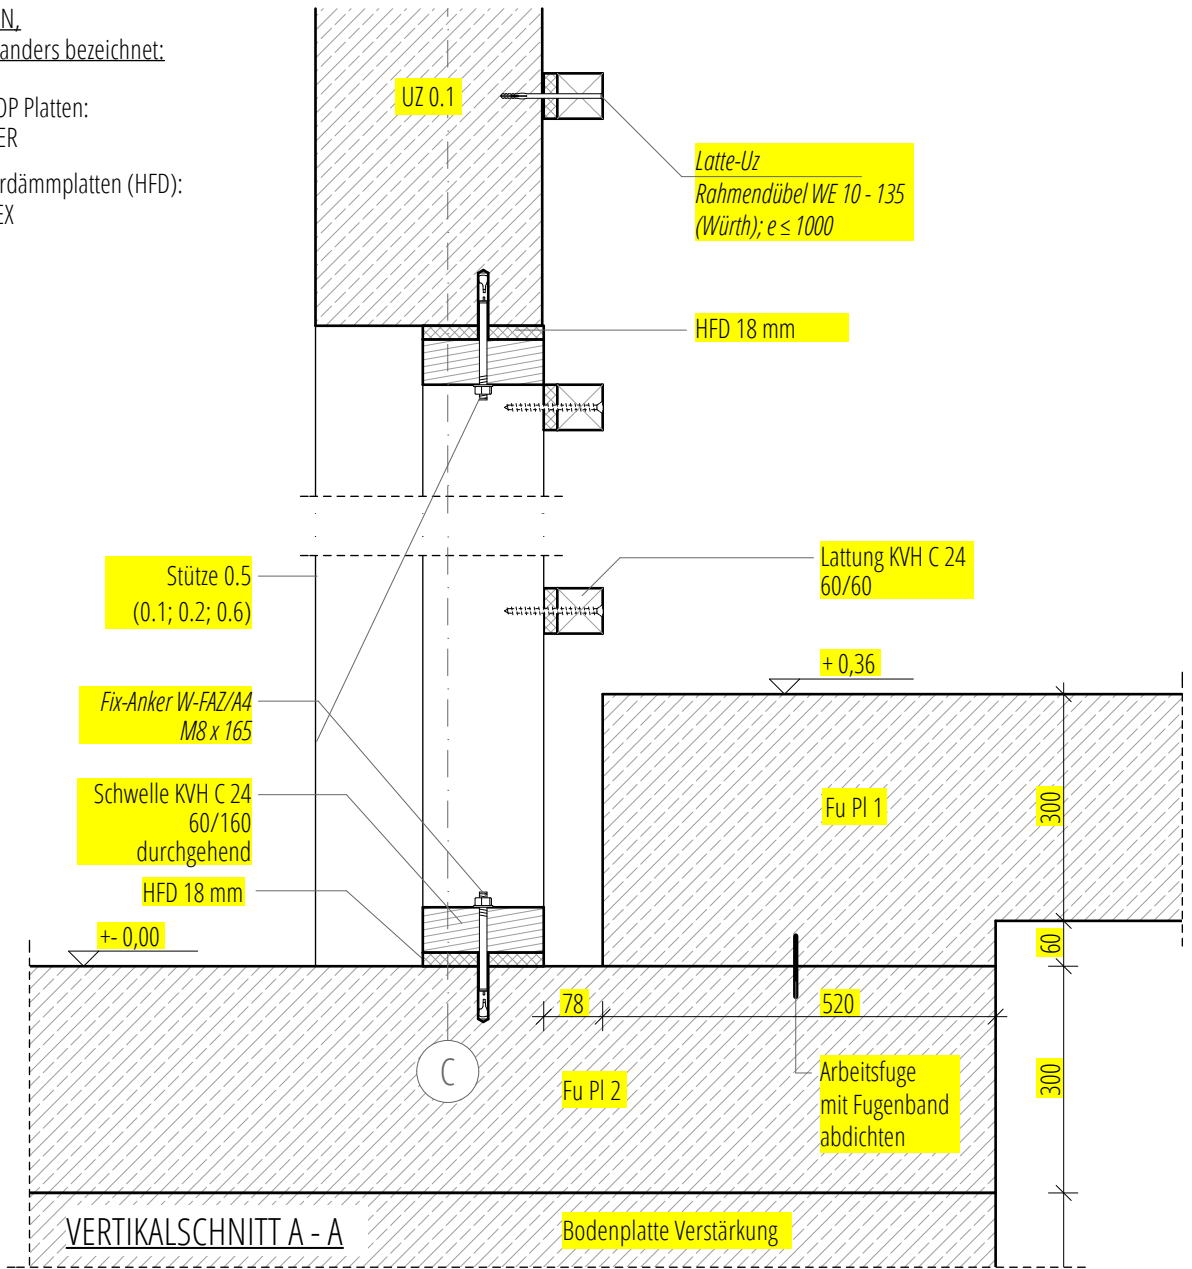 N,
anders bezeichnet:
OP Platten:
ER
rdämmplatten (HFD):
EX
UZ 0.1
Latte-Uz
Rahmendübel WE 10 - 135
(Würth); e ≤ 1000
HFD 18 mm
Stütze 0.5
(0.1; 0.2; 0.6)
Lattung KVH C 24
60/60
+ 0,36
Fix-Anker W-FAZ/A4
M8 x 165
Schwelle KVH C 24
60/160
durchgehend
HFD 18 mm
Fu Pl 1
300
+- 0,00
60
78
520
C
Fu Pl 2
Arbeitsfuge
mit Fugenband
abdichten
300
VERTIKALSCHNITT A - A
Bodenplatte Verstärkung